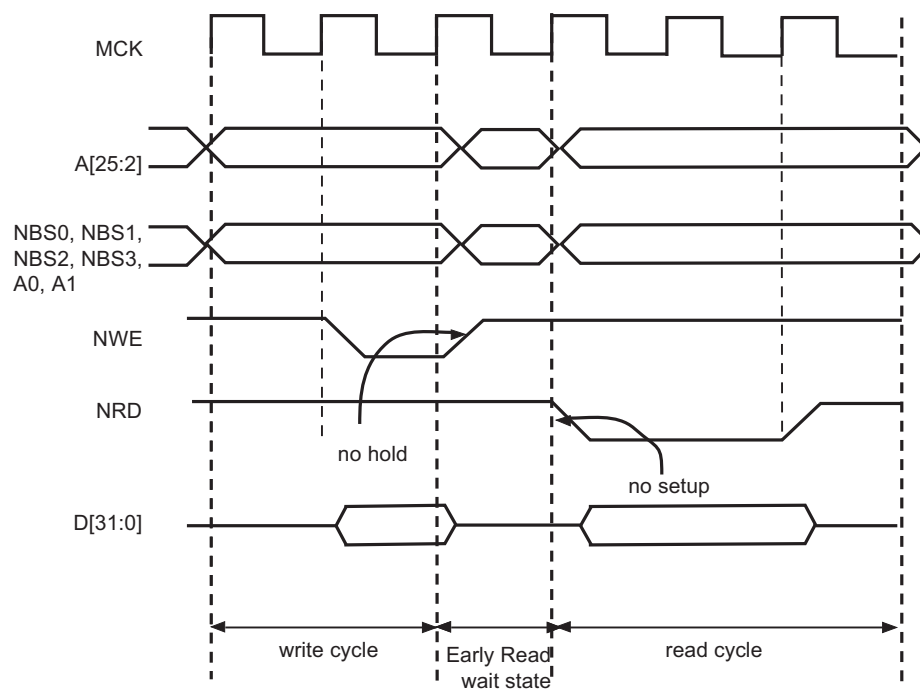 MCK
A[25:2]
NBS0, NBS1,
NBS2, NBS3,
A0, A1
NWE
NRD
no hold
no setup
D[31:0]
write cycle
Early Read
wait state
read cycle